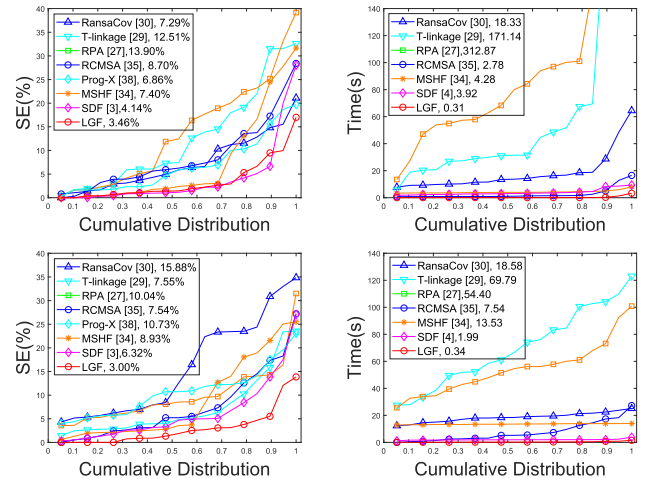 SE(%)
40
35
30
25
20
15
10
5
0
RansaCov [30], 7.29%
T-linkage [29], 12.51%
RPA [27],13.90%
RCMSA [35], 8.70%
Prog-X [38], 6.86%
MSHF [34], 7.40%
SDF [3],4.14%
LGF, 3.46%
0 0.1 0.2 0.3 0.4 0.5 0.6 0.7 0.8 0.9 1
Cumulative Distribution
Time(s)
140
120
100
80
60
40
20
0
RansaCov [30], 18.33
T-linkage [29], 171.14
RPA [27],312.87
RCMSA [35], 2.78
MSHF [34], 4.28
SDF [4],3.92
LGF, 0.31
0 0.1 0.2 0.3 0.4 0.5 0.6 0.7 0.8 0.9 1
Cumulative Distribution
SE(%)
40
35
30
25
20
15
10
5
0
RansaCov [30], 15.88%
T-linkage [29], 7.55%
RPA [27],10.04%
RCMSA [35], 7.54%
Prog-X [38], 10.73%
MSHF [34], 8.93%
SDF [3],6.32%
LGF, 3.00%
0 0.1 0.2 0.3 0.4 0.5 0.6 0.7 0.8 0.9 1
Cumulative Distribution
Time(s)
140
120
100
80
60
40
20
0
RansaCov [30], 18.58
T-linkage [29], 69.79
RPA [27],54.40
RCMSA [35], 7.54
MSHF [34], 13.53
SDF [4],1.99
LGF, 0.34
0 0.1 0.2 0.3 0.4 0.5 0.6 0.7 0.8 0.9 1
Cumulative Distribution